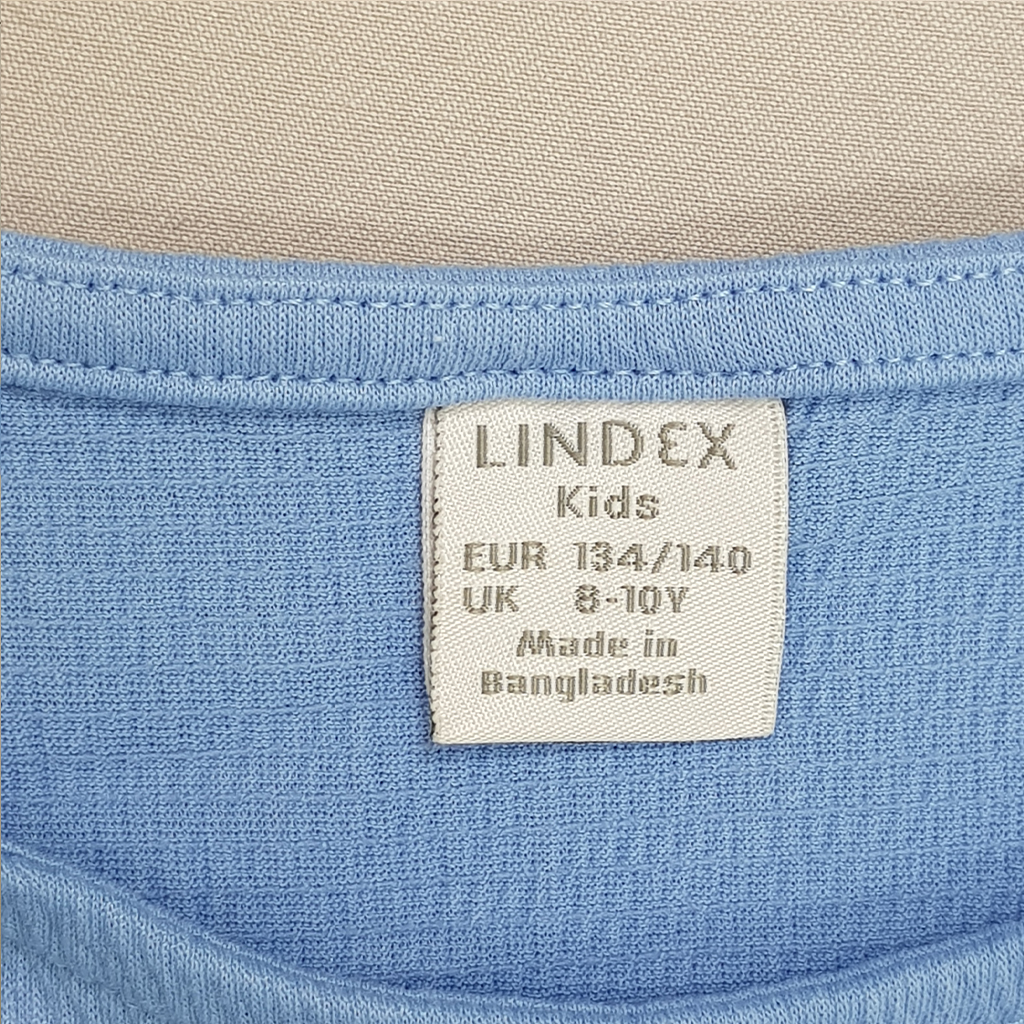 LINDEX
Kids
EUR 134/140
UK 8-10Y
Made in
Bangladesh